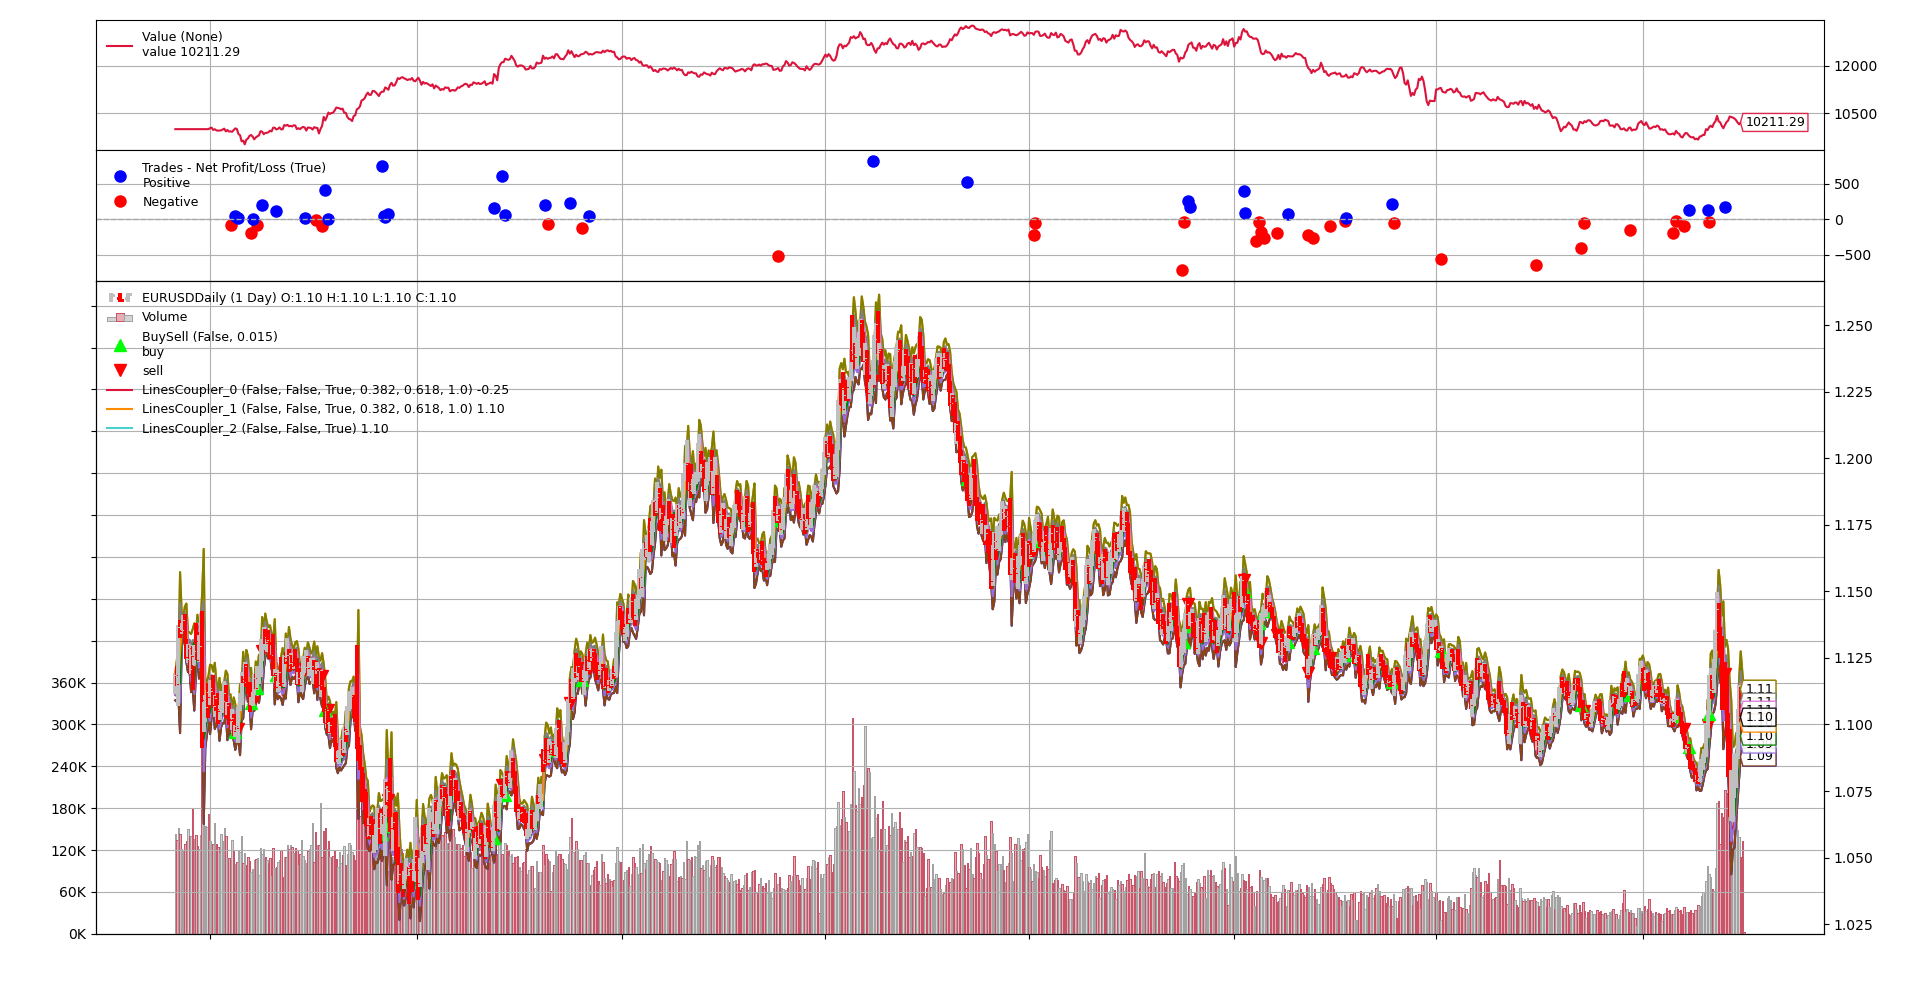 Value (None)
value 10211.29
12000
10500
10211.29
Trades - Net Profit/Loss (True)
Positive
Negative
500
0
−500
EURUSDDaily (1 Day) O:1.10 H:1.10 L:1.10 C:1.10
Volume
BuySell (False, 0.015)
buy
sell
LinesCoupler_0 (False, False, True, 0.382, 0.618, 1.0) -0.25
LinesCoupler_1 (False, False, True, 0.382, 0.618, 1.0) 1.10
LinesCoupler_2 (False, False, True) 1.10
1.250
1.225
1.200
1.175
1.150
1.125
1.100
1.075
1.050
1.025
1.11
1.10
1.10
1.09
360K
300K
240K
180K
120K
60K
0K